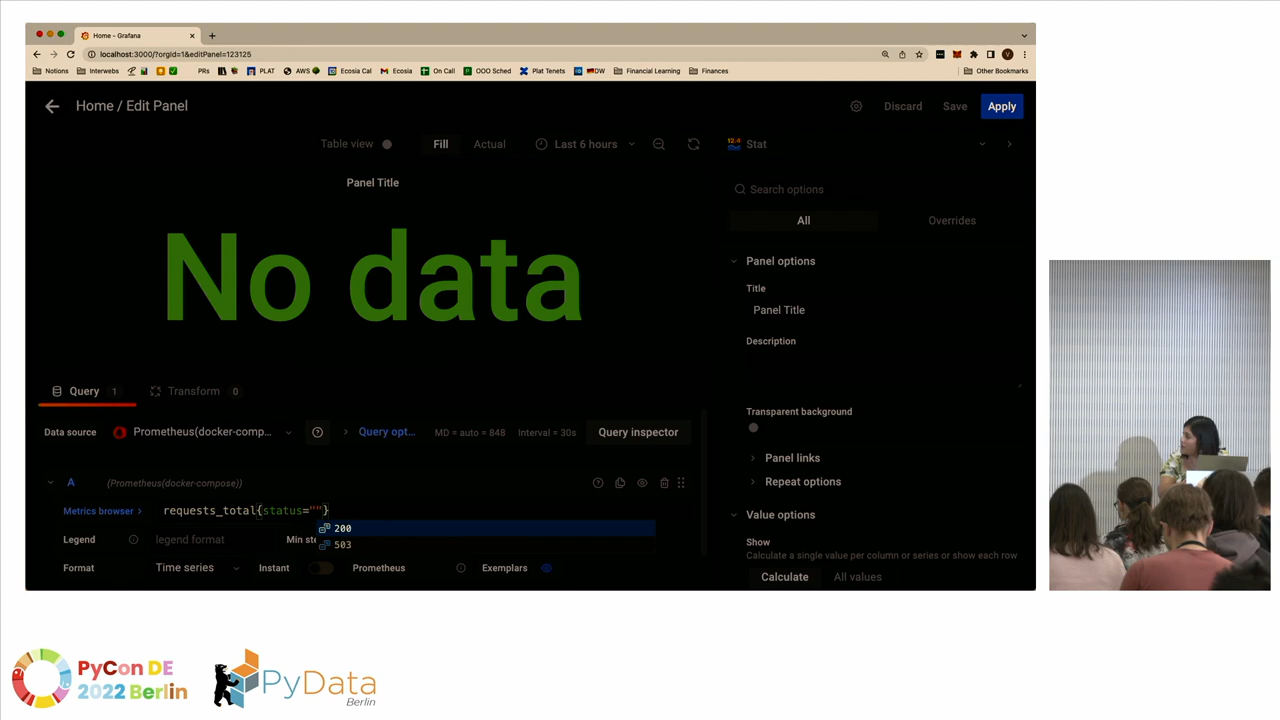 Home - Grafana
localhost:3000/?orgId=1&editPanel=123125
Notions Interwebs PRs PLAT AWS Ecosia Cal Ecosia On Call OOO Sched Plat Tenets DW Financial Learning Finances Other Bookmarks
Home / Edit Panel Discard Save Apply
Table view Fill Actual Last 6 hours 12.4 Stat
Panel Title
Search options
No data
All Overrides
Panel options
Title
Panel Title
Description
Query 1 Transform 0
Transparent background
Data source Prometheus(docker-comp... Query opt... MD = auto = 848 Interval = 30s Query inspector
Panel links
A (Prometheus(docker-compose)) Repeat options
Metrics browser > requests_total{status=""}
Value options
200
Legend legend format Min ste
503
Show
Calculate a single value per column or series or show each row
Format Time series Instant Prometheus Exemplars
Calculate All values
PyCon DE
2022 Berlin
PyData
Berlin